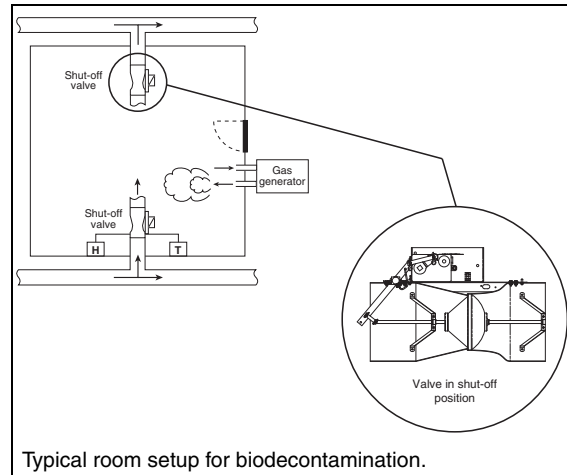 Shut-off
valve
Gas
generator
Shut-off
valve
H
T
Valve in shut-off
position
Typical room setup for biodecontamination.